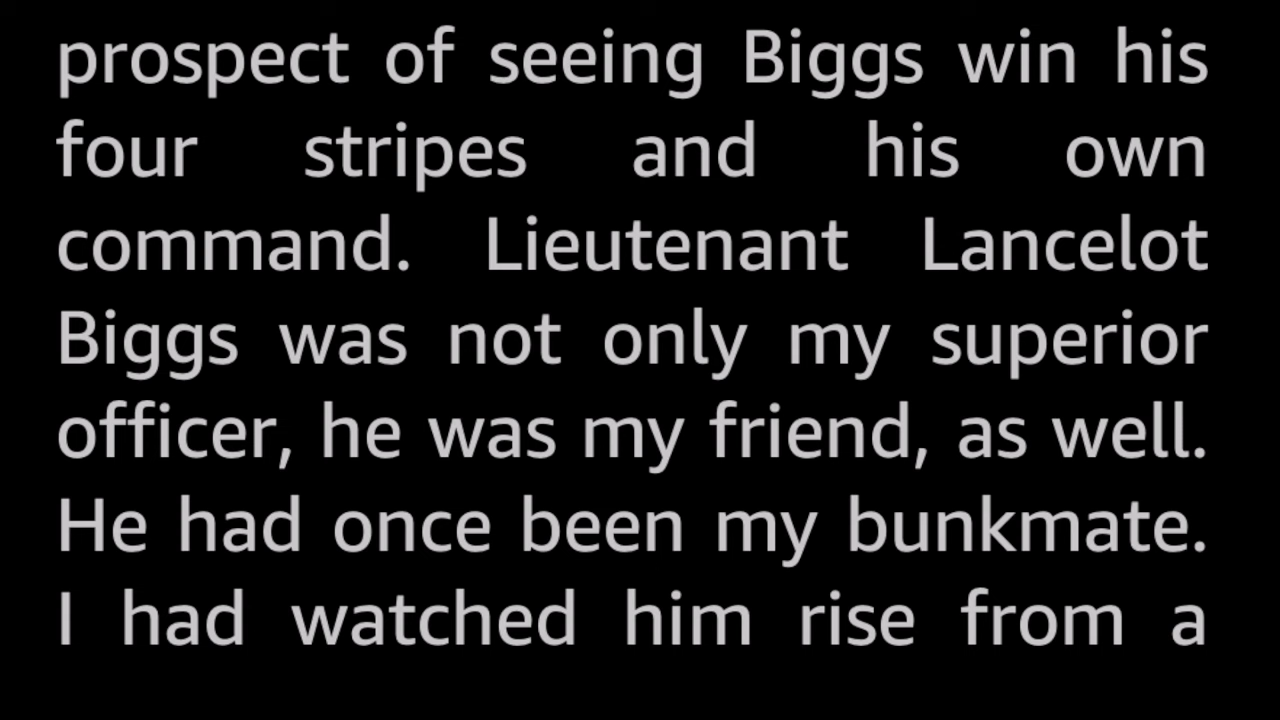 prospect of seeing Biggs win his
four stripes and his own
command. Lieutenant Lancelot
Biggs was not only my superior
officer, he was my friend, as well.
He had once been my bunkmate.
I had watched him rise from a